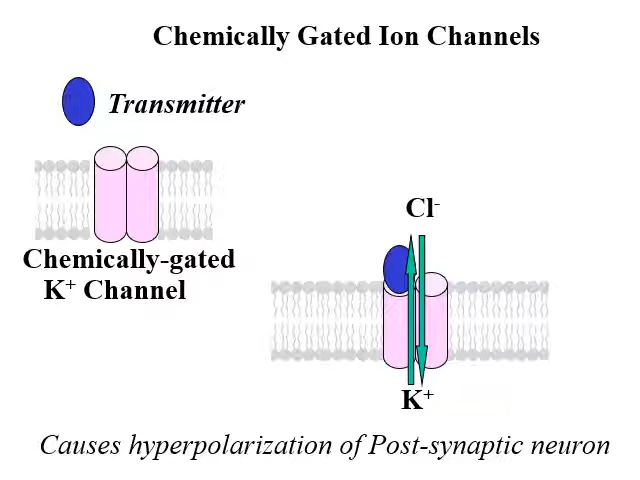 Chemically Gated Ion Channels
Transmitter
Chemically-gated
K⁺ Channel
Cl⁻
K⁺
Causes hyperpolarization of Post-synaptic neuron